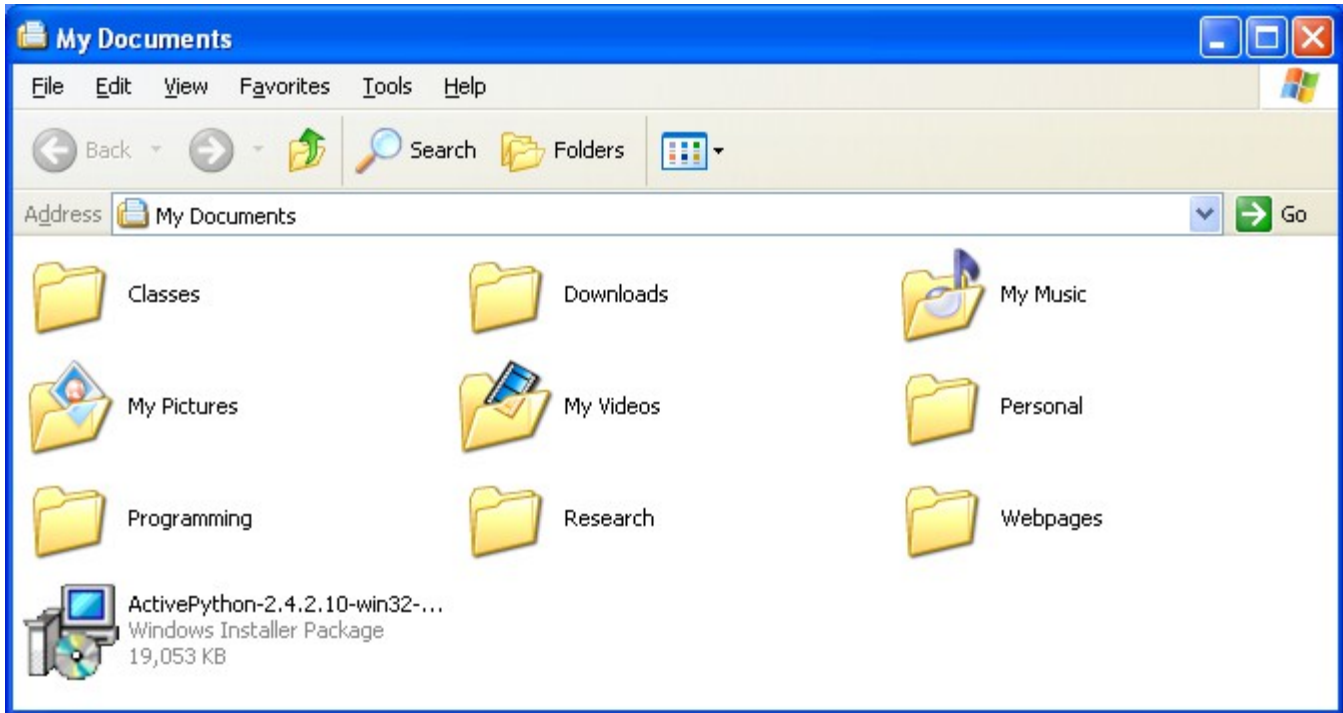 My Documents
File Edit View Favorites Tools Help
Back Search Folders
Address My Documents Go
Classes Downloads My Music
My Pictures My Videos Personal
Programming Research Webpages
ActivePython-2.4.2.10-win32-...
Windows Installer Package
19,053 KB